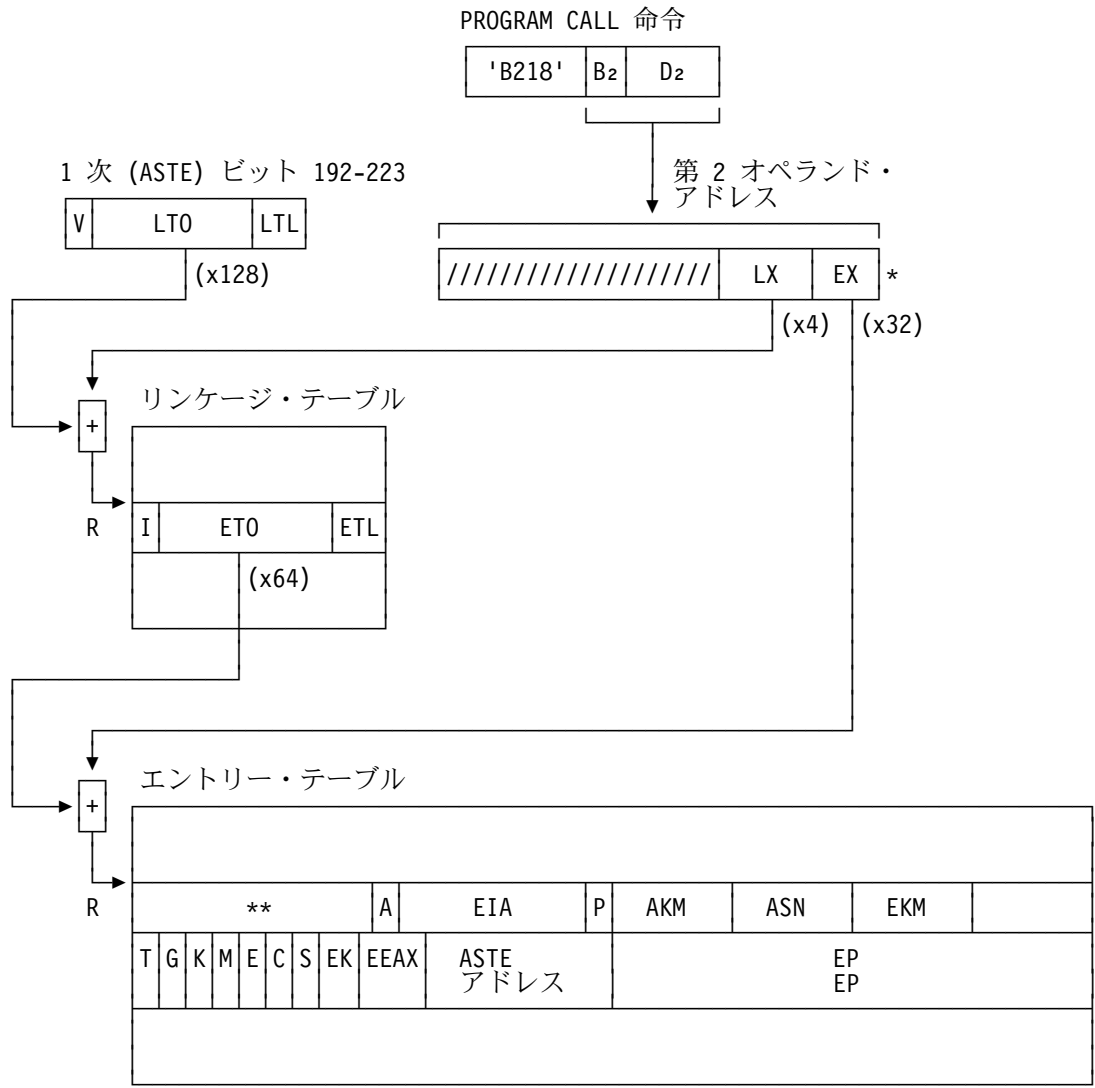 PROGRAM CALL 命令
'B218' B₂ D₂
1 次 (ASTE) ビット 192-223
第 2 オペランド・
アドレス
V LTO LTL
(x128)
///////////////////// LX EX *
(x4) (x32)
リンケージ・テーブル
+
R I ETO ETL
(x64)
エントリー・テーブル
+
R ** A EIA P AKM ASN EKM
T G K M E C S EK EEAX ASTE EP
アドレス EP